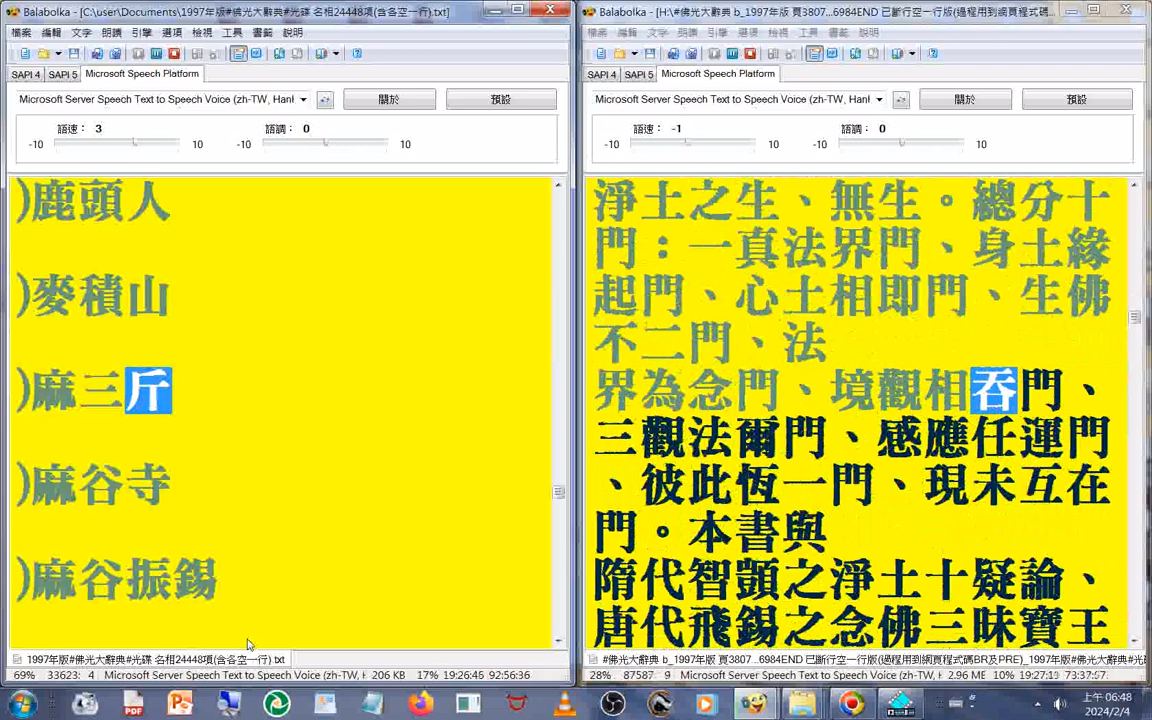 Balabolka - [C:\user\Documents\1997年版#佛光大辭典#光碟 名相24448項(含各空一行).txt]
檔案 編輯 文字 朗讀 引擎 選項 檢視 工具 書籤 說明
SAPI 4 SAPI 5 Microsoft Speech Platform
Microsoft Server Speech Text to Speech Voice (zh-TW, Han
關於 預設
語速： 3 語調： 0
-10 10 -10 10
)鹿頭人
)麥積山
)麻三斤
)麻谷寺
)麻谷振錫
1997年版#佛光大辭典#光碟 名相24448項(含各空一行).txt
69% 33623: 4 Microsoft Server Speech Text to Speech Voice (zh-TW, H 206 KB 17% 19:26:45 92:56:36
Balabolka - [H:\#佛光大辭典 b_1997年版 頁3807...6984END 已斷行空一行版(過程用到網頁程式碼...
檔案 編輯 文字 朗讀 引擎 選項 檢視 工具 書籤 說明
SAPI 4 SAPI 5 Microsoft Speech Platform
Microsoft Server Speech Text to Speech Voice (zh-TW, Han
關於 預設
語速： -1 語調： 0
-10 10 -10 10
淨土之生、無生。總分十
門：一真法界門、身土緣
起門、心土相即門、生佛
不二門、法
界為念門、境觀相吞門、
三觀法爾門、感應任運門
、彼此恆一門、現未互在
門。本書與
隋代智顗之淨土十疑論、
唐代飛錫之念佛三昧寶王
#佛光大辭典 b_1997年版 頁3807...6984END 已斷行空一行版(過程用到網頁程式碼BR及PRE)_1997年版#光
28% 87587: 9 Microsoft Server Speech Text to Speech Voice (zh-TW, H 2.96 ME 10% 19:27:19 73:37:37
上午 06:48
2024/2/4